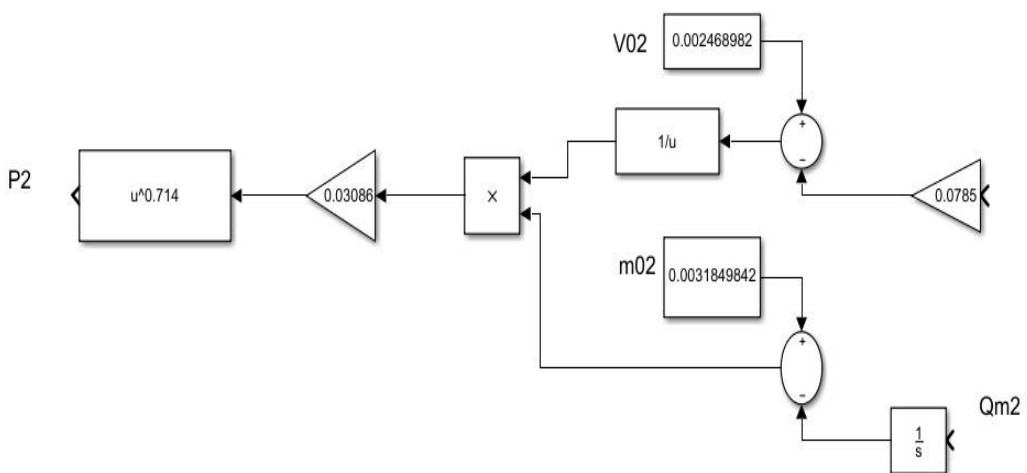 V02
0.002468982
+
−
1/u
P2
u^0.714
0.03086
×
0.0785
m02
0.0031849842
+
−
Qm2
1
s